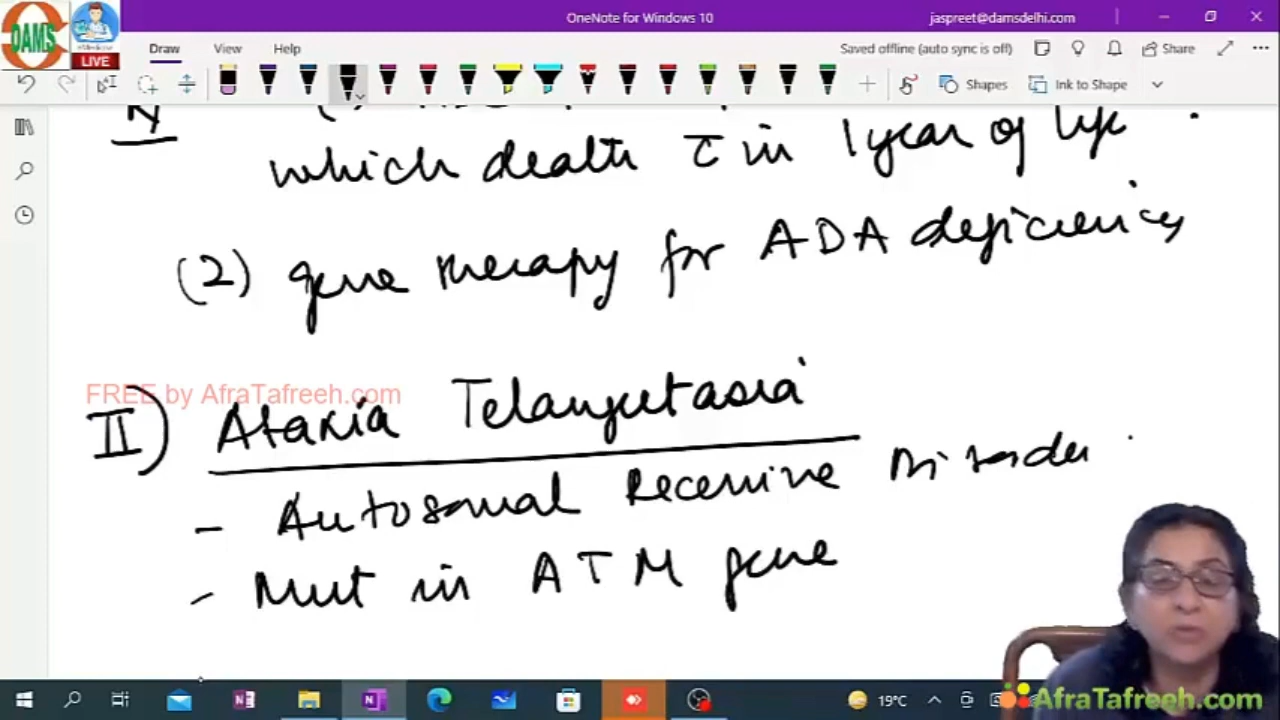 DAMS
eMedicoz
LIVE
OneNote for Windows 10
jaspreet@damsdelhi.com
Draw
View
Help
Saved offline (auto sync is off)
Share
Shapes
Ink to Shape
which death c̅ in 1 year of life.
(2) gene therapy for ADA deficiency
FREE by AfraTafreeh.com
II) Ataxia Telangectasia
- Autosomal Recessive Disorder.
- Mut in ATM gene
19°C
AfraTafreeh.com